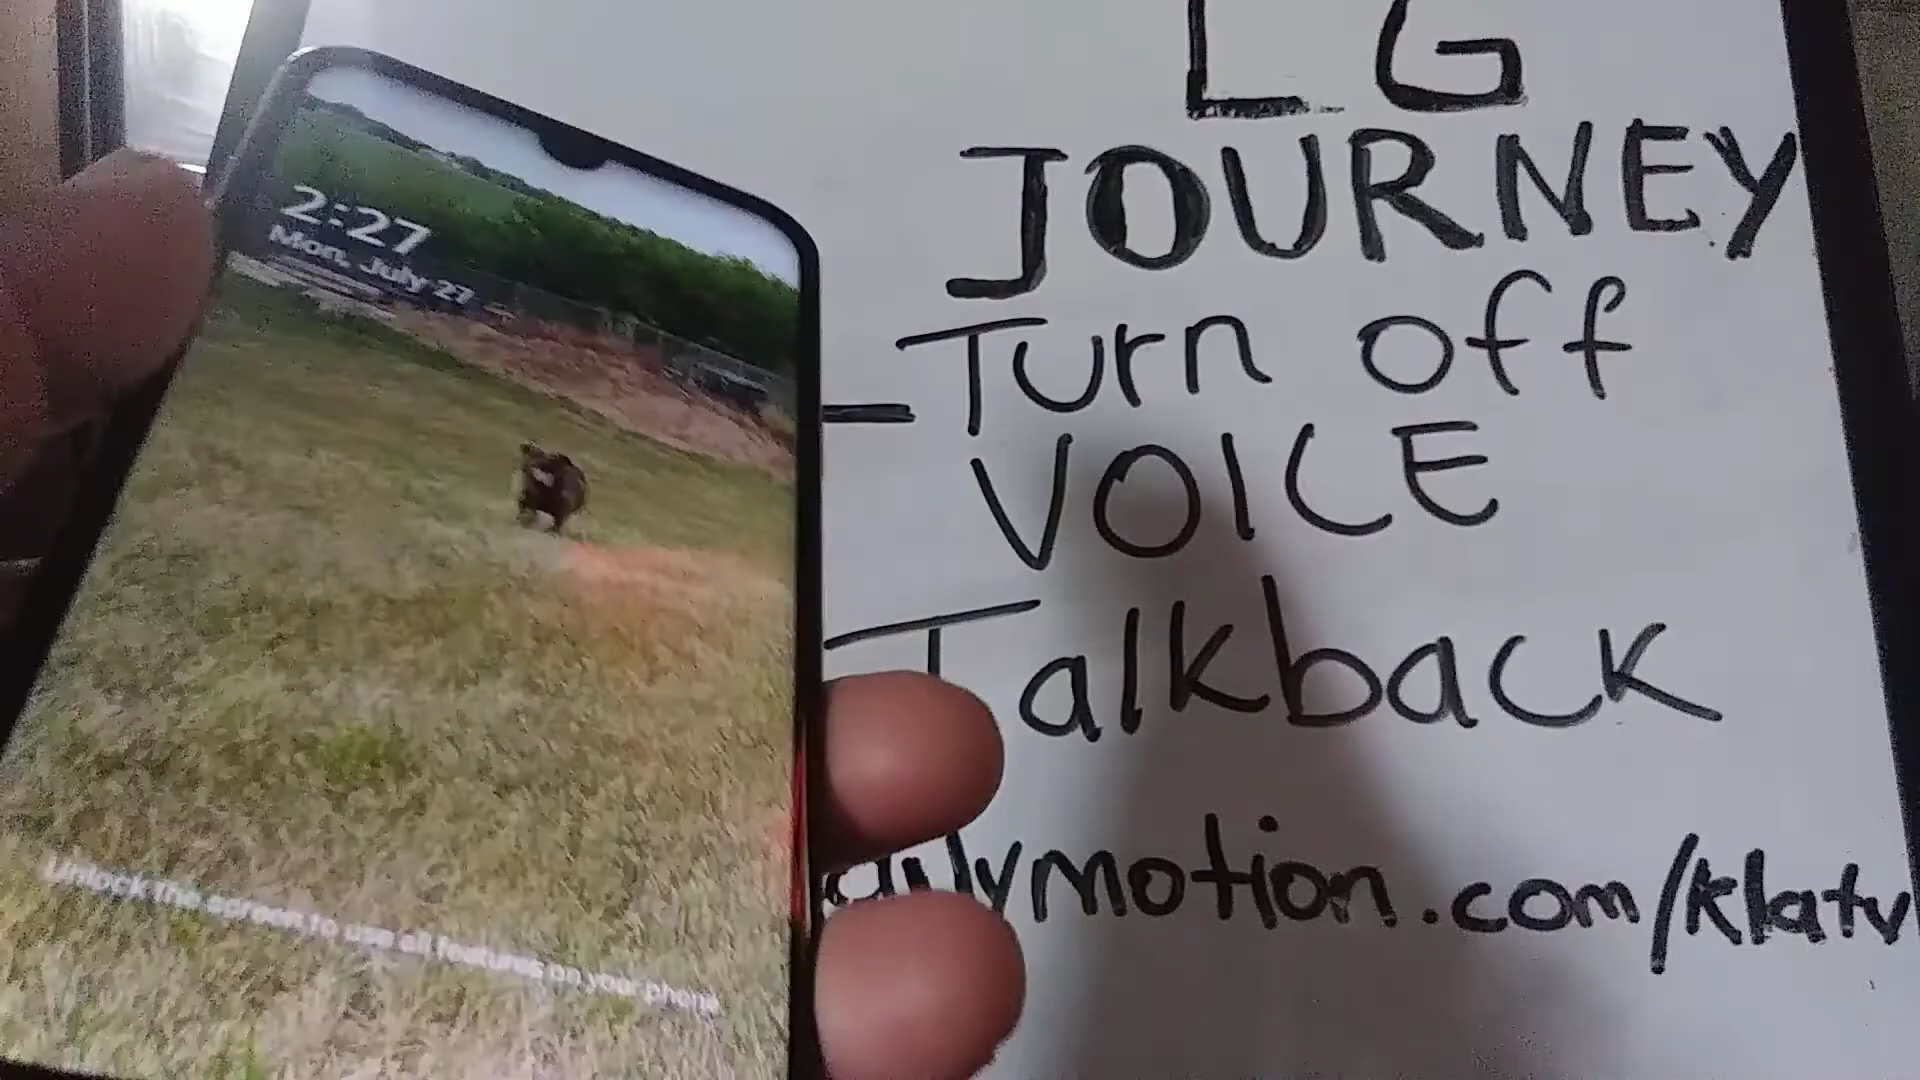 2:27
Mon, July 27
Unlock the screen to use all features on your phone
LG
JOURNEY
-Turn off
VOICE
Talkback
dailymotion.com/klatv